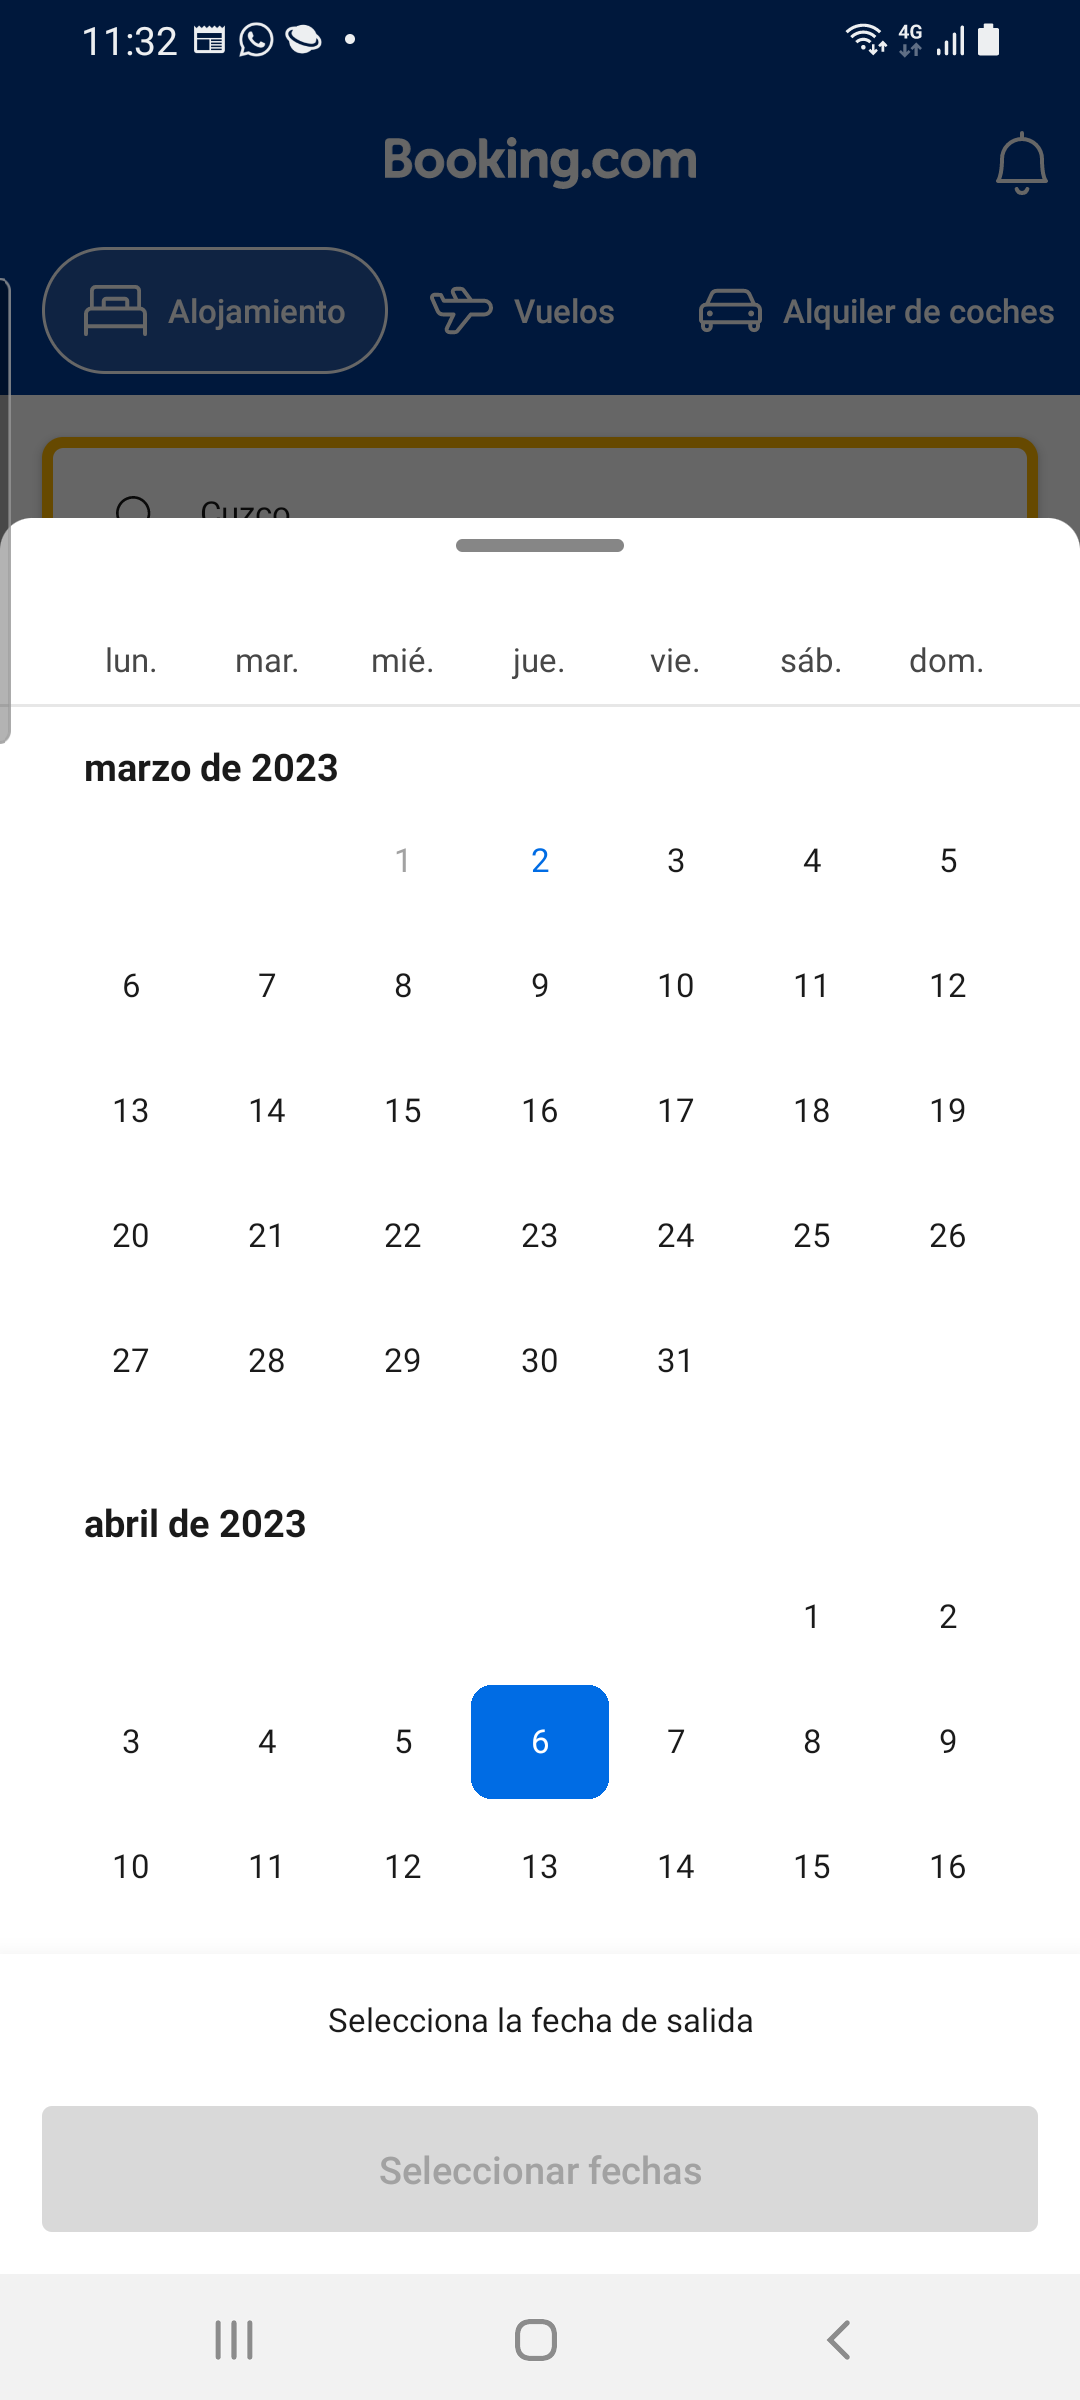 11:32
4G
Booking.com
Alojamiento Vuelos Alquiler de coches
Cuzco
lun. mar. mié. jue. vie. sáb. dom.
marzo de 2023
1 2 3 4 5
6 7 8 9 10 11 12
13 14 15 16 17 18 19
20 21 22 23 24 25 26
27 28 29 30 31
abril de 2023
1 2
3 4 5 6 7 8 9
10 11 12 13 14 15 16
Selecciona la fecha de salida
Seleccionar fechas